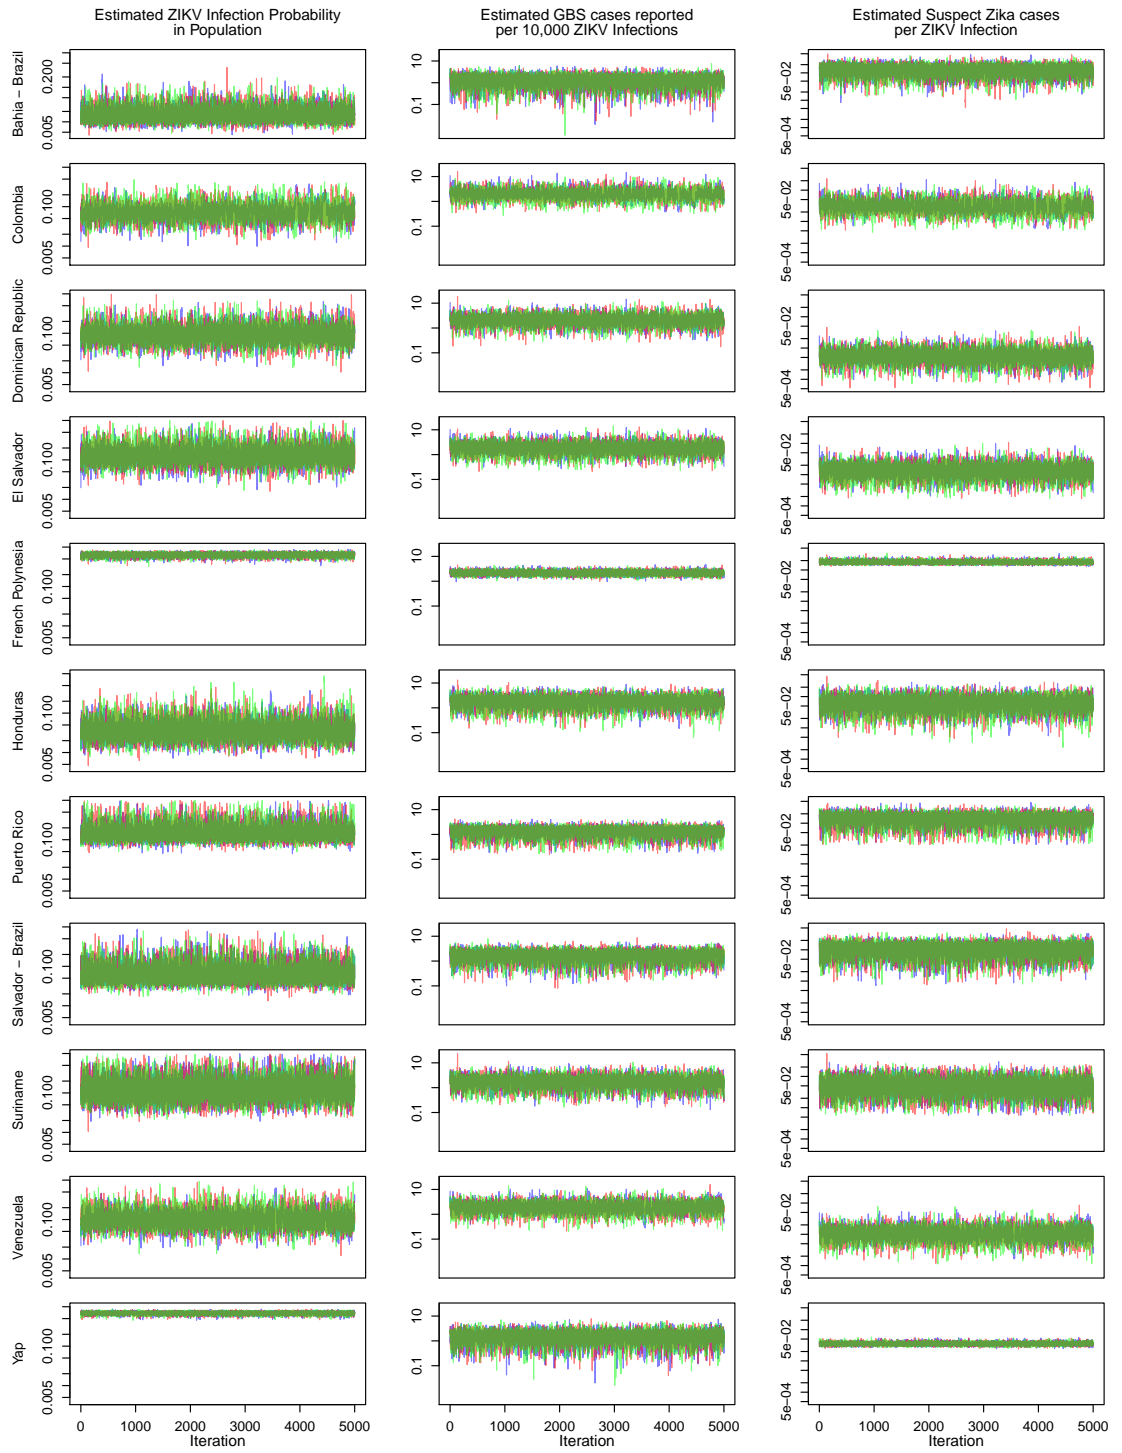 Estimated ZIKV Infection Probability
in Population
Estimated GBS cases reported
per 10,000 ZIKV Infections
Estimated Suspect Zika cases
per ZIKV Infection
Bahia − Brazil
0.005 0.200
0.1 10
5e−04 5e−02
Colombia
0.005 0.100
0.1 10
5e−04 5e−02
Dominican Republic
0.005 0.100
0.1 10
5e−04 5e−02
El Salvador
0.005 0.100
0.1 10
5e−04 5e−02
French Polynesia
0.005 0.100
0.1 10
5e−04 5e−02
Honduras
0.005 0.100
0.1 10
5e−04 5e−02
Puerto Rico
0.005 0.100
0.1 10
5e−04 5e−02
Salvador − Brazil
0.005 0.100
0.1 10
5e−04 5e−02
Suriname
0.005 0.100
0.1 10
5e−04 5e−02
Venezuela
0.005 0.100
0.1 10
5e−04 5e−02
Yap
0.005 0.100
0.1 10
5e−04 5e−02
0 1000 2000 3000 4000 5000
Iteration
0 1000 2000 3000 4000 5000
Iteration
0 1000 2000 3000 4000 5000
Iteration